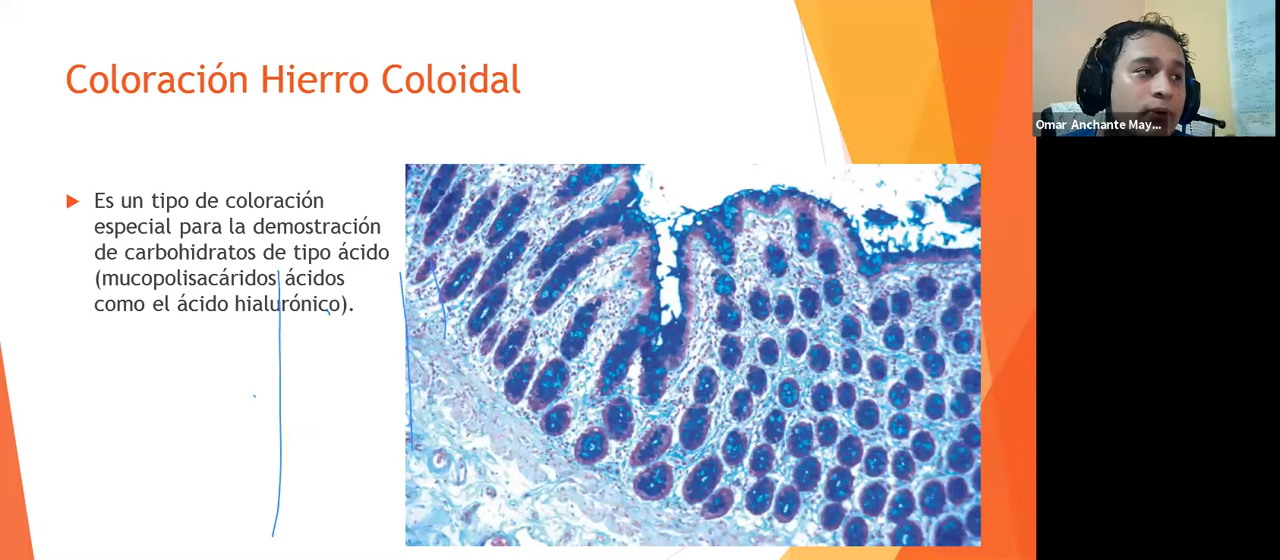 Coloración Hierro Coloidal
Es un tipo de coloración
especial para la demostración
de carbohidratos de tipo ácido
(mucopolisacáridos ácidos
como el ácido hialurónico).
Omar Anchante May...